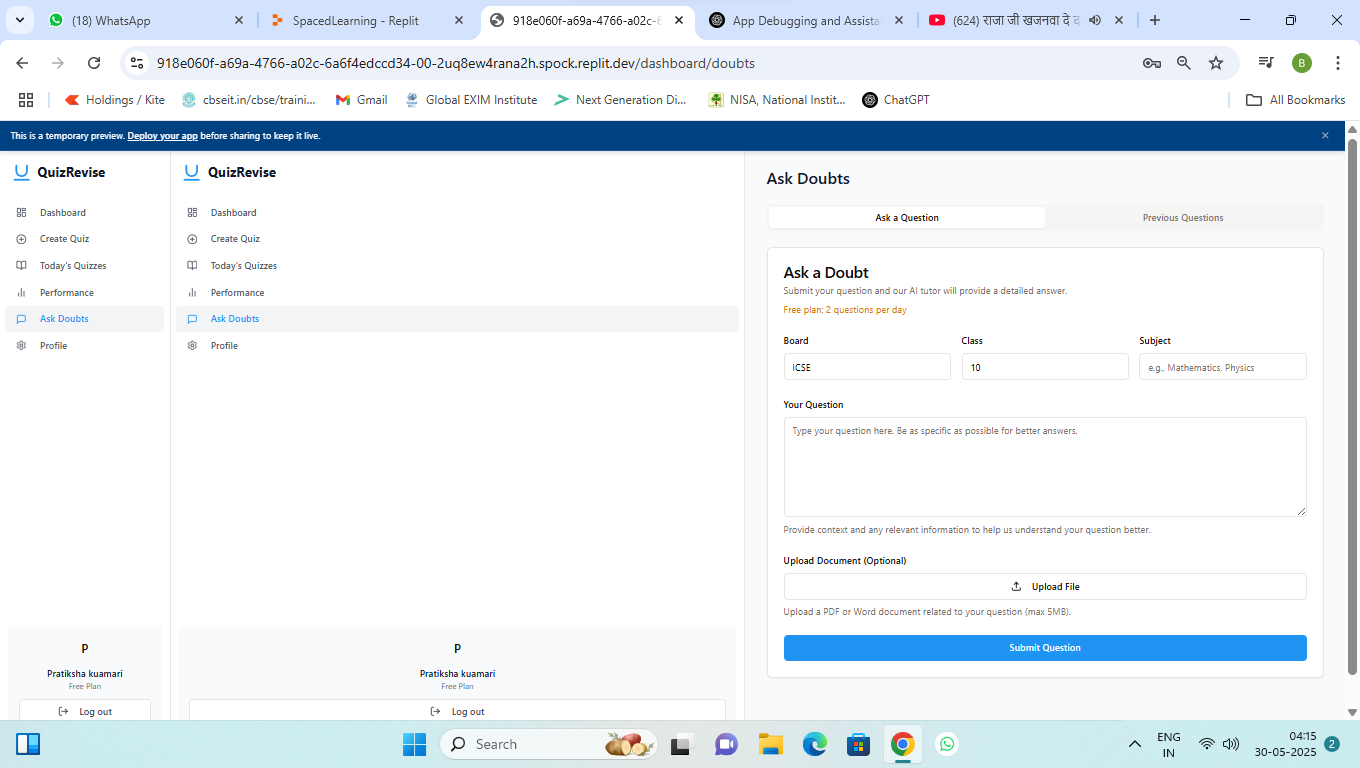 (18) WhatsApp
SpacedLearning - Replit
918e060f-a69a-4766-a02c-6
App Debugging and Assista
(624) राजा जी खजनवा दे द
918e060f-a69a-4766-a02c-6a6f4edccd34-00-2uq8ew4rana2h.spock.replit.dev/dashboard/doubts
B
Holdings / Kite
cbseit.in/cbse/traini...
Gmail
Global EXIM Institute
Next Generation Di...
NISA, National Instit...
ChatGPT
All Bookmarks
This is a temporary preview. Deploy your app before sharing to keep it live.
QuizRevise
Dashboard
Create Quiz
Today's Quizzes
Performance
Ask Doubts
Profile
P
Pratiksha kuamari
Free Plan
Log out
QuizRevise
Dashboard
Create Quiz
Today's Quizzes
Performance
Ask Doubts
Profile
P
Pratiksha kuamari
Free Plan
Log out
Ask Doubts
Ask a Question
Previous Questions
Ask a Doubt
Submit your question and our AI tutor will provide a detailed answer.
Free plan: 2 questions per day
Board
Class
Subject
ICSE
10
e.g., Mathematics, Physics
Your Question
Type your question here. Be as specific as possible for better answers.
Provide context and any relevant information to help us understand your question better.
Upload Document (Optional)
Upload File
Upload a PDF or Word document related to your question (max 5MB).
Submit Question
Search
ENG
IN
04:15
30-05-2025
2